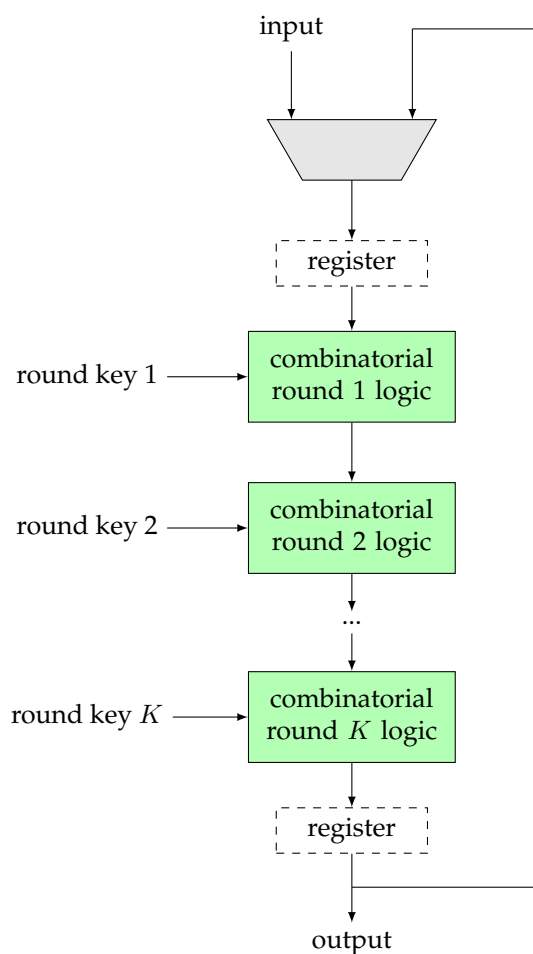 input
register
round key 1
combinatorial
round 1 logic
round key 2
combinatorial
round 2 logic
...
round key K
combinatorial
round K logic
register
output